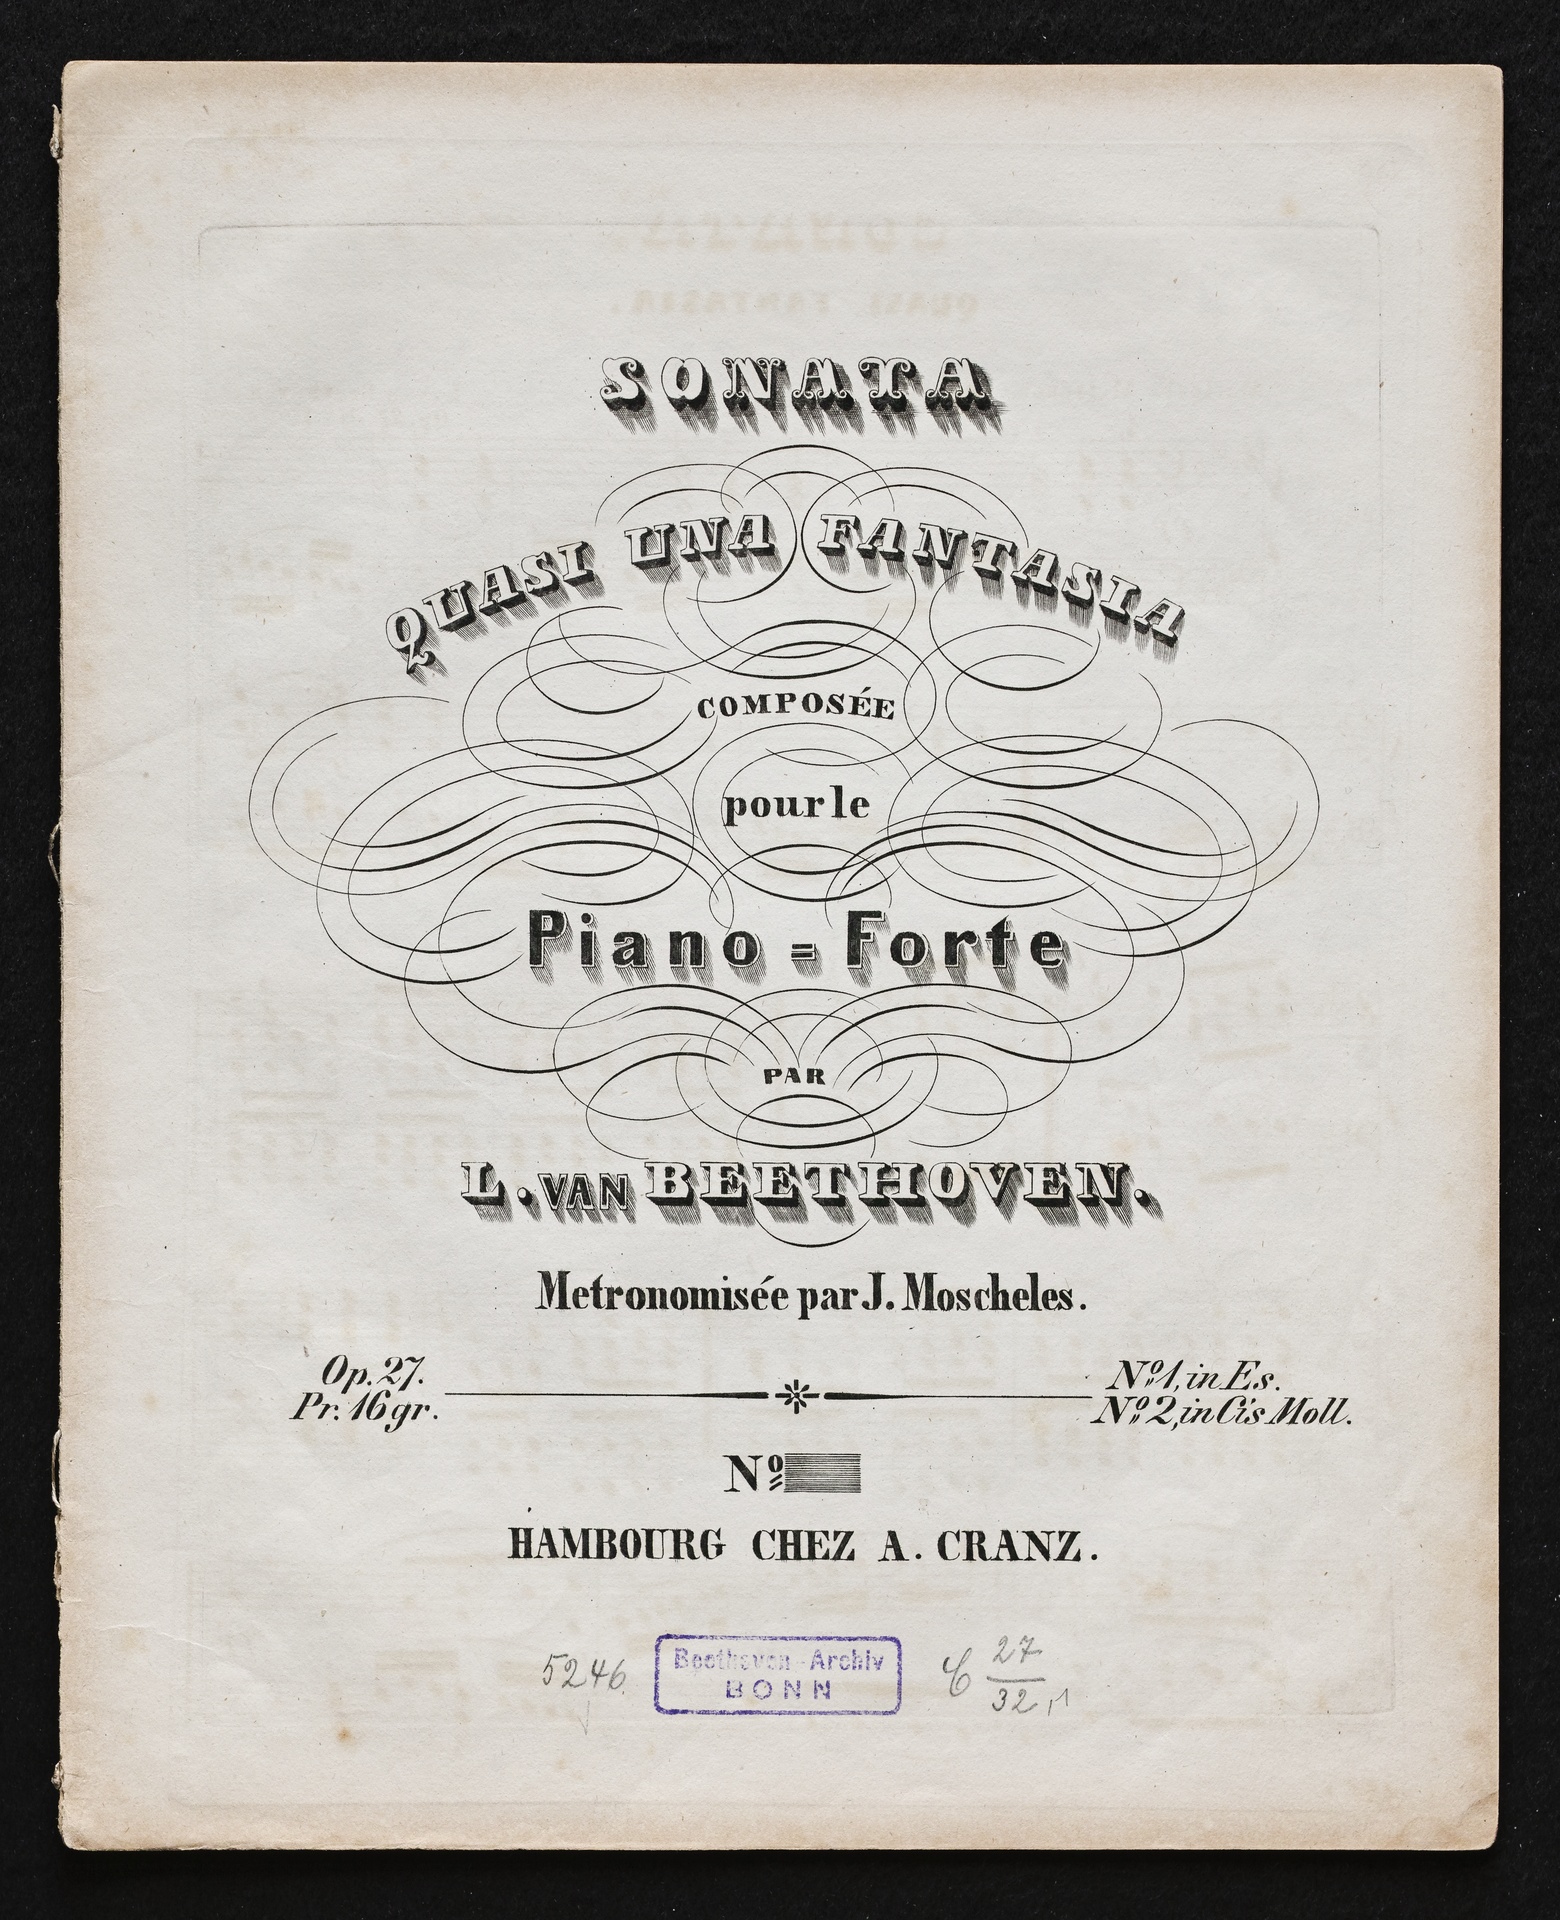 SONATA
QUASI UNA FANTASIA
COMPOSÉE
pour le
Piano = Forte
PAR
L. VAN BEETHOVEN.
Metronomisée par J. Moscheles.
Op. 27.
Pr. 16 gr.
No. 1, in Es.
No. 2, in Cis Moll.
No.
HAMBOURG CHEZ A. CRANZ.
5246
Beethoven-Archiv
BONN
C 27
32